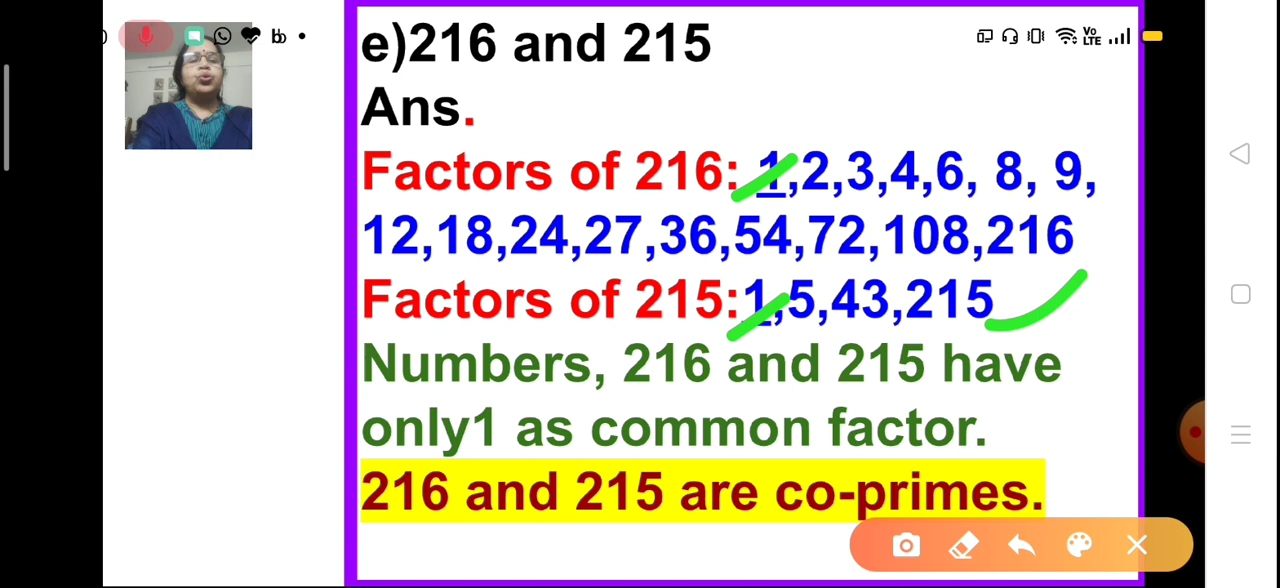 e)216 and 215
Ans.
Factors of 216: 1,2,3,4,6, 8, 9,
12,18,24,27,36,54,72,108,216
Factors of 215:1,5,43,215
Numbers, 216 and 215 have
only1 as common factor.
216 and 215 are co-primes.